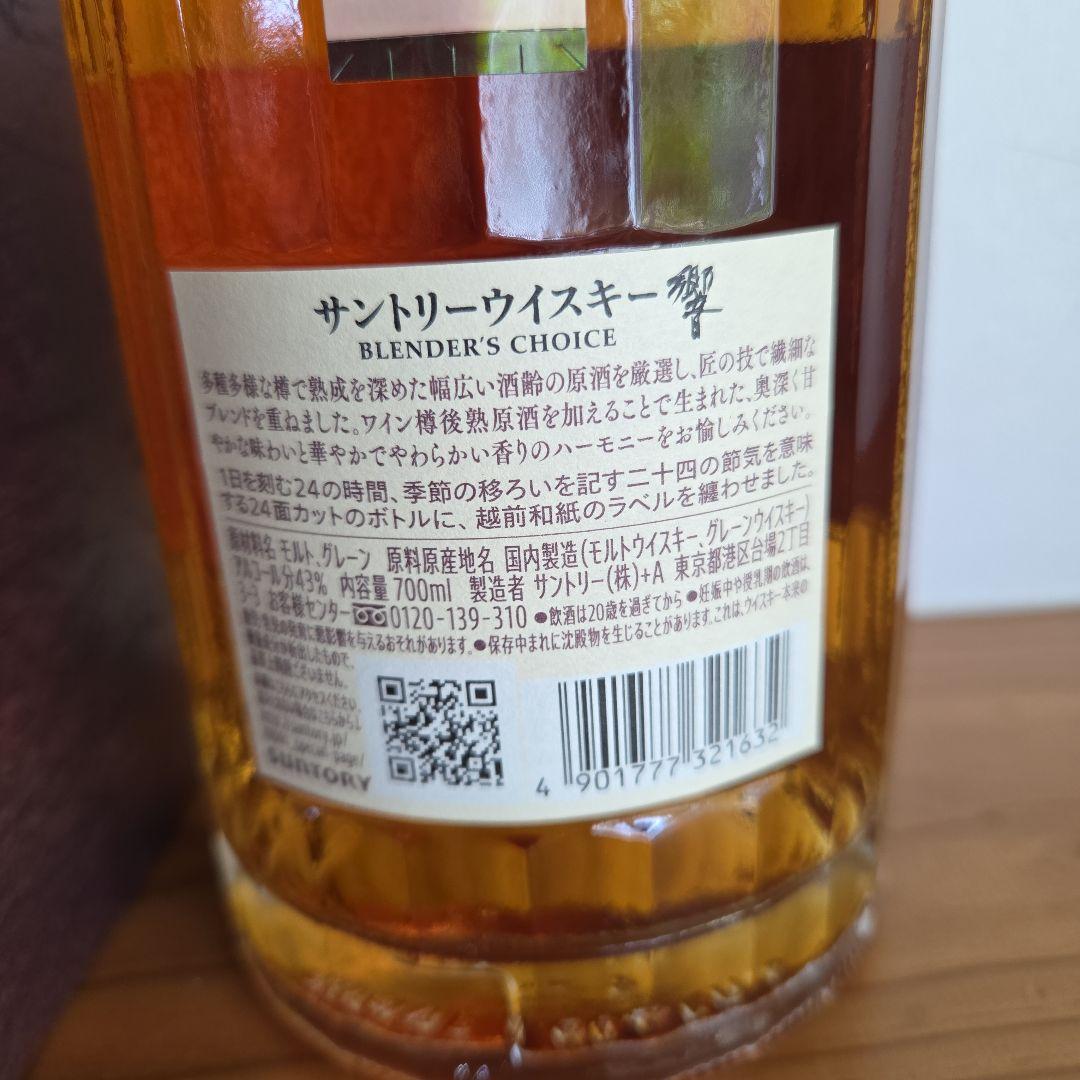 サントリーウイスキー 響
BLENDER'S CHOICE
多種多様な樽で熟成を深めた幅広い酒齢の原酒を厳選し、匠の技で繊細な
ブレンドを重ねました。ワイン樽後熟原酒を加えることで生まれた、奥深く甘
やかな味わいと華やかでやわらかい香りのハーモニーをお愉しみください。
1日を刻む24の時間、季節の移ろいを記す二十四の節気を意味
する24面カットのボトルに、越前和紙のラベルを纏わせました。
原材料名 モルト、グレーン 原料原産地名 国内製造(モルトウイスキー、グレーンウイスキー)
アルコール分43% 内容量 700ml 製造者 サントリー(株)+A 東京都港区台場2丁目
3-3 お客様センター 0120-139-310 ●飲酒は20歳を過ぎてから ●妊娠中や授乳期の飲酒は、
を与えるおそれがあります。●保存中まれに沈殿物を生じることがあります。これは、ウイスキー本来の
SUNTORY
4 901777 321632